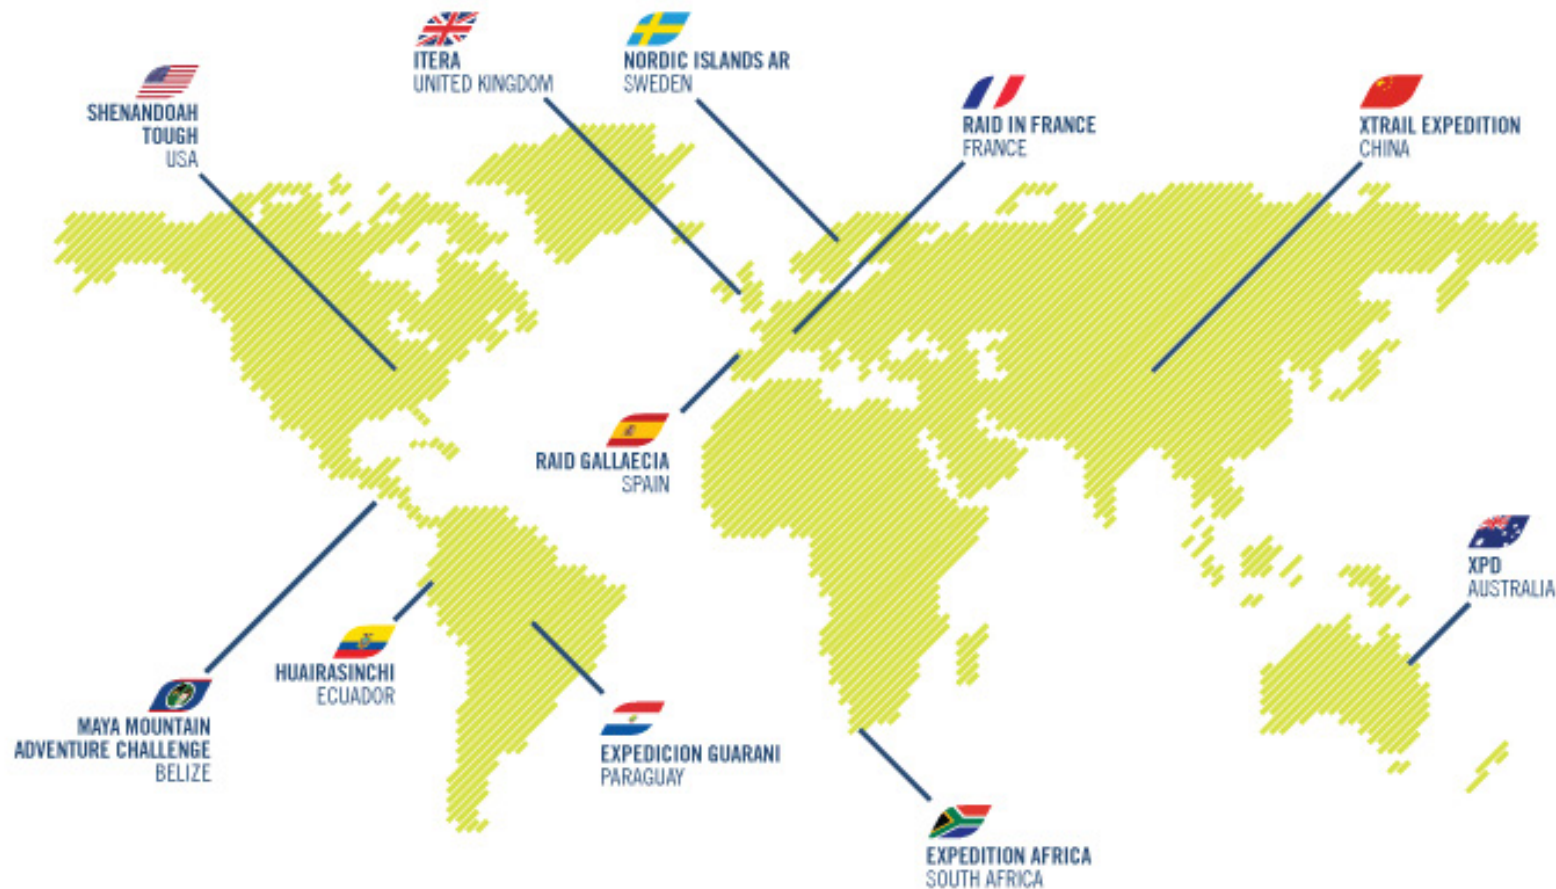 ITERA
UNITED KINGDOM
NORDIC ISLANDS AR
SWEDEN
SHENANDOAH
TOUGH
USA
RAID IN FRANCE
FRANCE
XTRAIL EXPEDITION
CHINA
RAID GALLAECIA
SPAIN
XPD
AUSTRALIA
HUAIRASINCHI
ECUADOR
MAYA MOUNTAIN
ADVENTURE CHALLENGE
BELIZE
EXPEDICION GUARANI
PARAGUAY
EXPEDITION AFRICA
SOUTH AFRICA